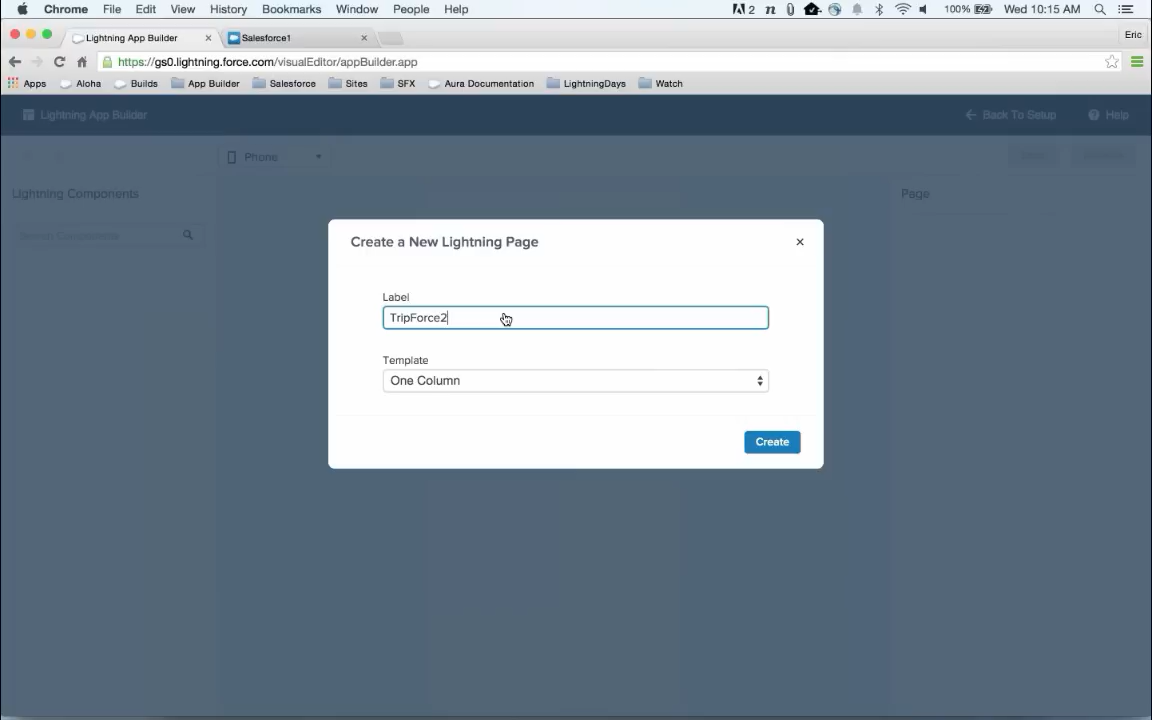 Chrome File Edit View History Bookmarks Window People Help 2 100% Wed 10:15 AM
Lightning App Builder × Salesforce1 × Eric
https://gs0.lightning.force.com/visualEditor/appBuilder.app
Apps Aloha Builds App Builder Salesforce Sites SFX Aura Documentation LightningDays Watch
Lightning App Builder Back To Setup ? Help
Phone
Lightning Components Page
Search Components
Create a New Lightning Page ×
Label
TripForce2
Template
One Column
Create